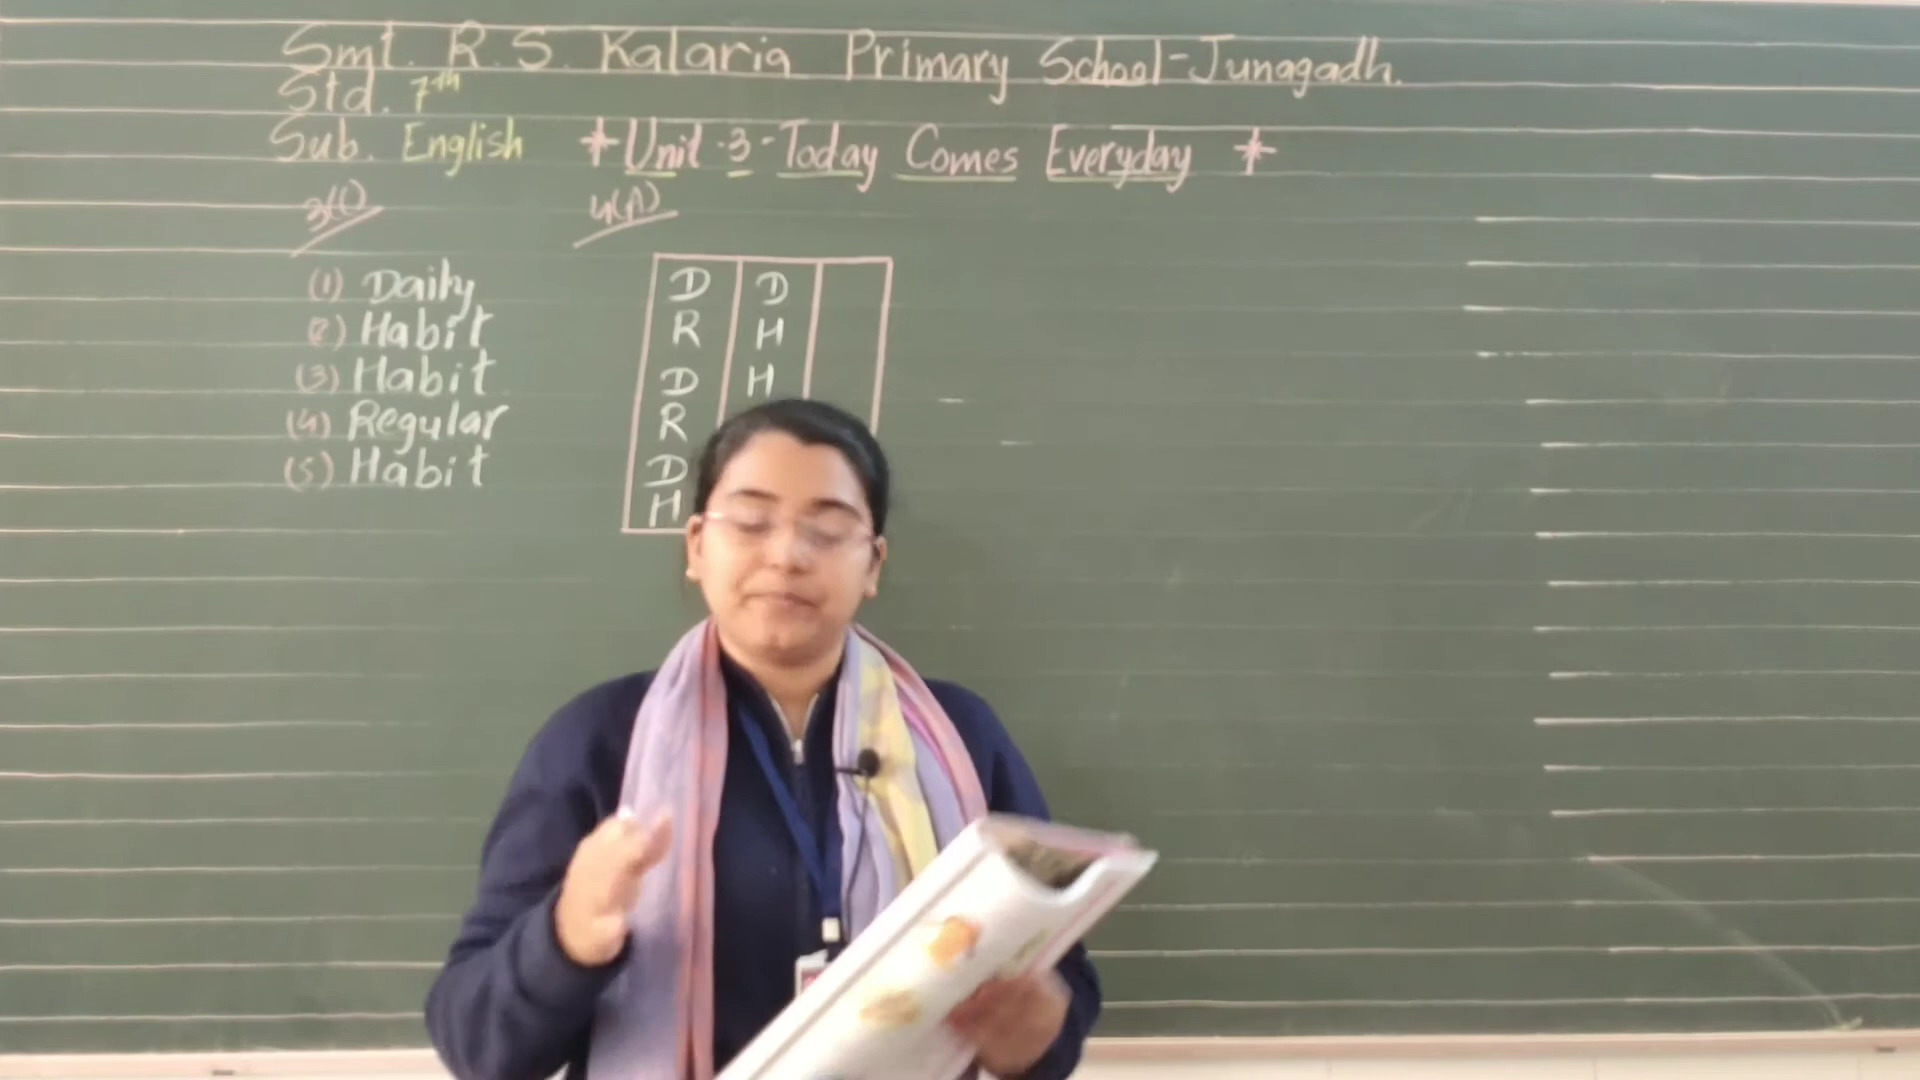 Smt. R.S. Kalaria Primary School-Junagadh.
Std. 7th
Sub. English *Unit-3-Today Comes Everyday *
3(C) 4(A)
(1) Daily
(2) Habit
(3) Habit
(4) Regular
(5) Habit
D D
R H
D H
R
D
H